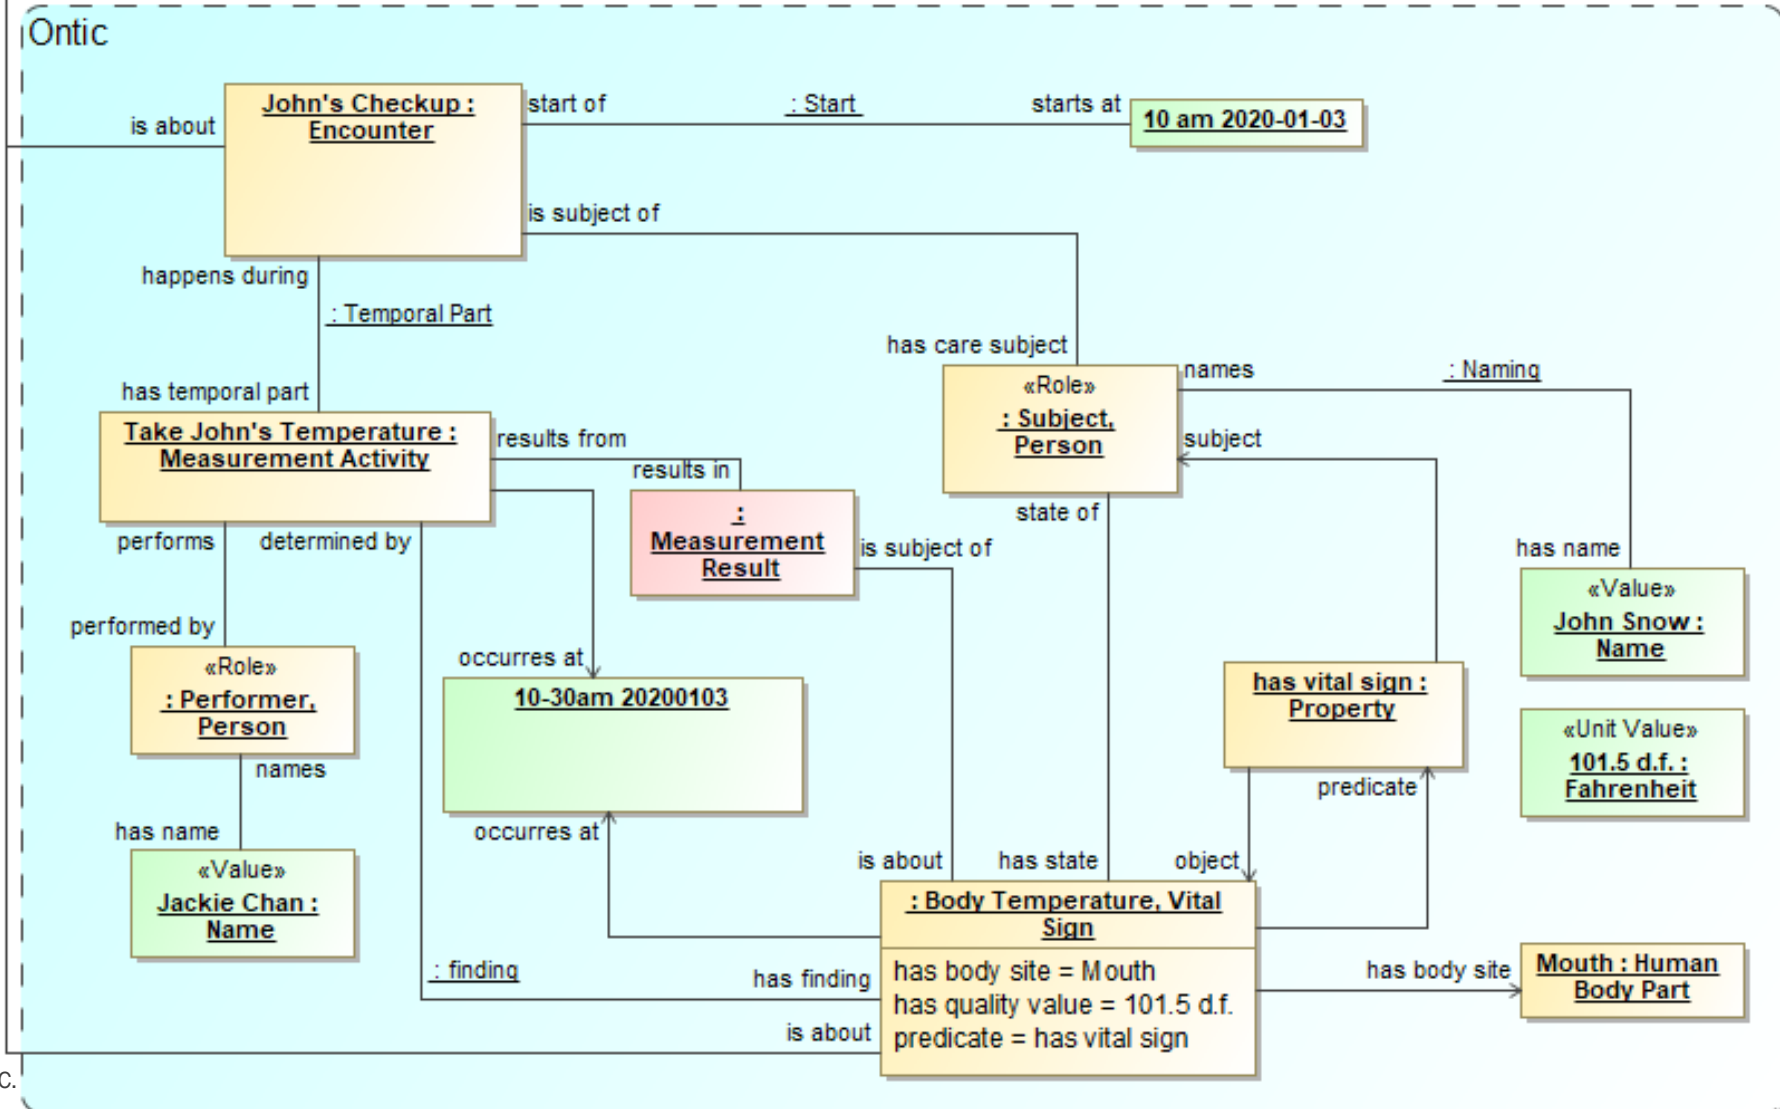 Ontic
John's Checkup :
Encounter
start of
: Start
starts at
10 am 2020-01-03
is about
is subject of
happens during
: Temporal Part
has care subject
has temporal part
«Role»
: Subject,
Person
names
: Naming
Take John's Temperature :
Measurement Activity
results from
results in
subject
:
Measurement
Result
state of
performs
determined by
is subject of
has name
«Value»
John Snow :
Name
performed by
occurres at
«Role»
: Performer,
Person
10-30am 20200103
has vital sign :
Property
«Unit Value»
101.5 d.f. :
Fahrenheit
names
predicate
has name
occurres at
«Value»
Jackie Chan :
Name
is about
has state
object
: Body Temperature, Vital
Sign
has body site = Mouth
has quality value = 101.5 d.f.
predicate = has vital sign
: finding
has finding
has body site
Mouth : Human
Body Part
is about
c.